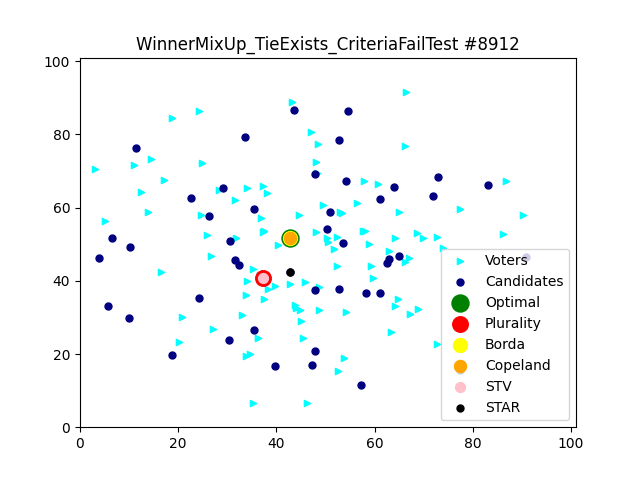 WinnerMixUp_TieExists_CriteriaFailTest #8912
100
80
60
40
20
0
0
20
40
60
80
100
Voters
Candidates
Optimal
Plurality
Borda
Copeland
STV
STAR